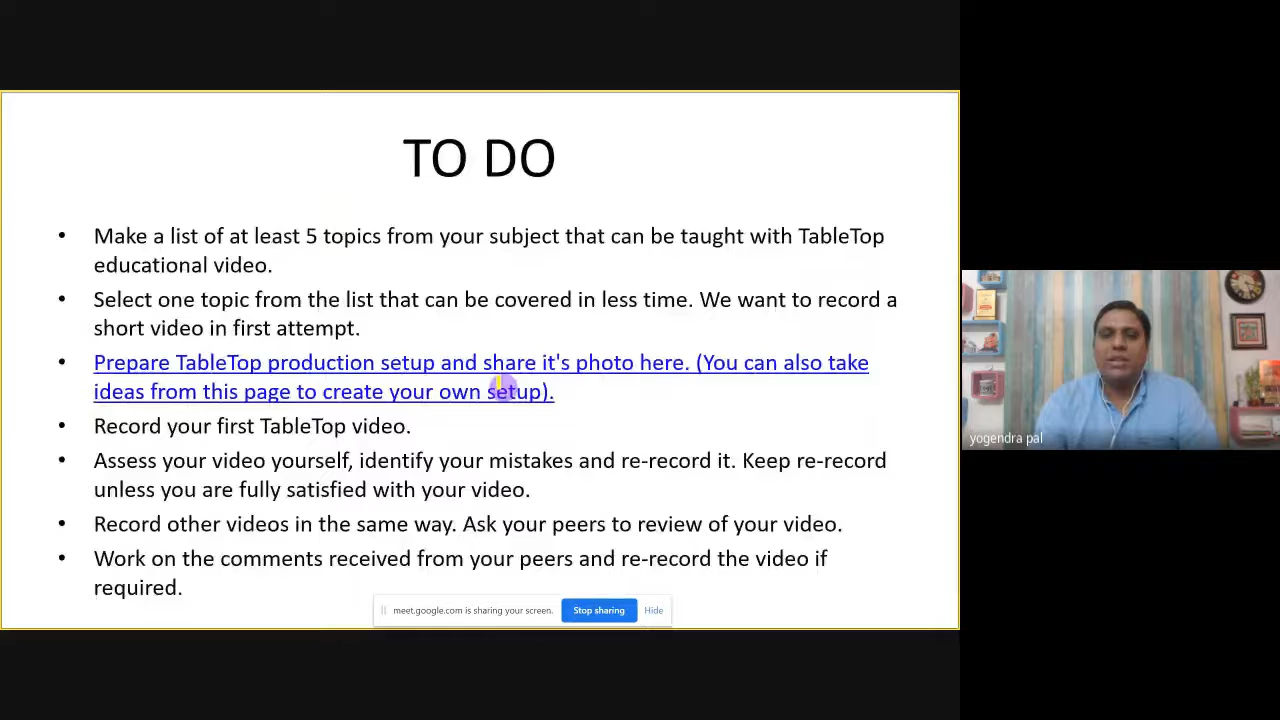 TO DO
• Make a list of at least 5 topics from your subject that can be taught with TableTop
educational video.
• Select one topic from the list that can be covered in less time. We want to record a
short video in first attempt.
• Prepare TableTop production setup and share it's photo here. (You can also take
ideas from this page to create your own setup).
• Record your first TableTop video.
• Assess your video yourself, identify your mistakes and re-record it. Keep re-record
unless you are fully satisfied with your video.
• Record other videos in the same way. Ask your peers to review of your video.
• Work on the comments received from your peers and re-record the video if
required.
meet.google.com is sharing your screen. Stop sharing Hide
yogendra pal